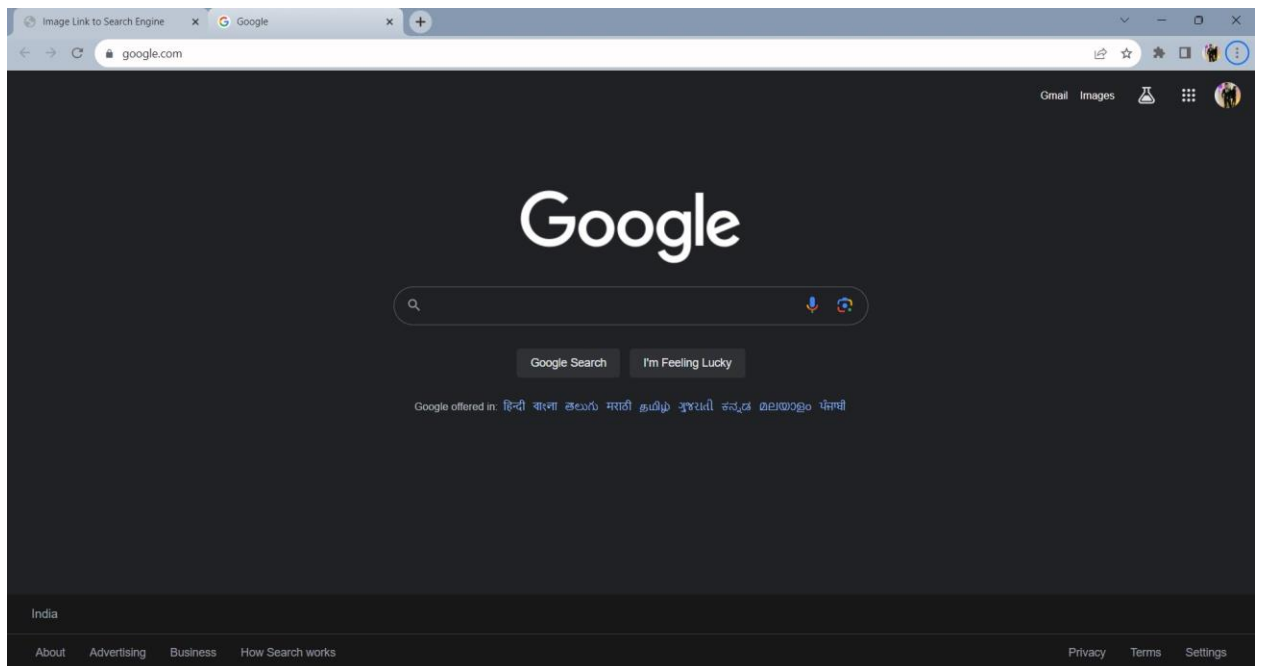 Image Link to Search Engine
Google
google.com
Gmail Images
Google
Google Search I'm Feeling Lucky
Google offered in: हिन्दी বাংলা తెలుగు मराठी தமிழ் ગુજરાતી ಕನ್ನಡ മലയാളം ਪੰਜਾਬੀ
India
About Advertising Business How Search works
Privacy Terms Settings